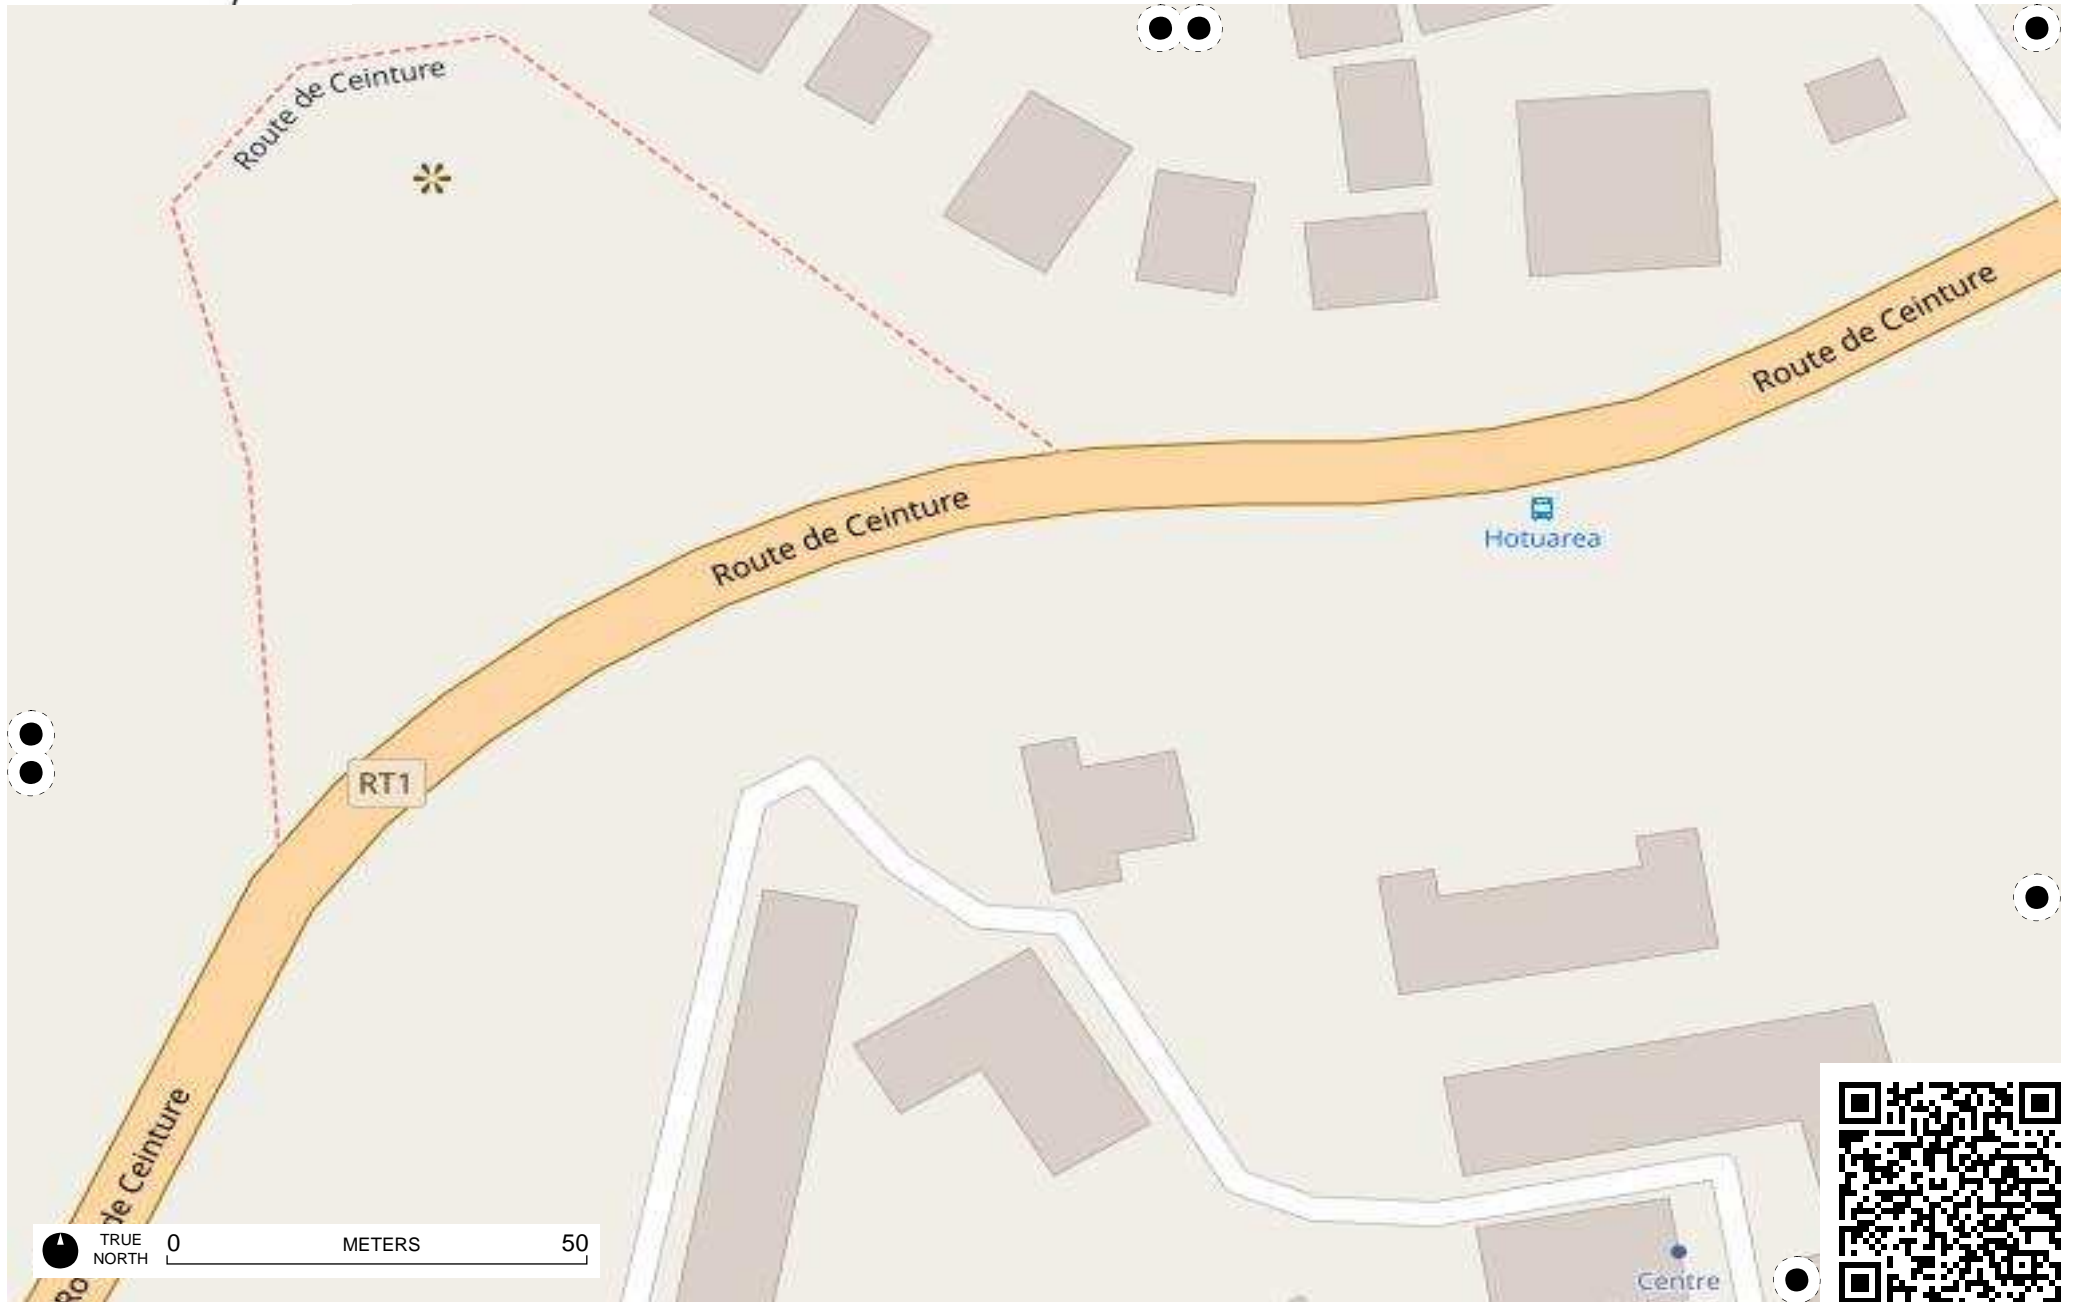 Route de Ceinture
Route de Ceinture
Route de Ceinture
Hotuarea
RT1
Route de Ceinture
TRUE
NORTH
0 METERS 50
Centre